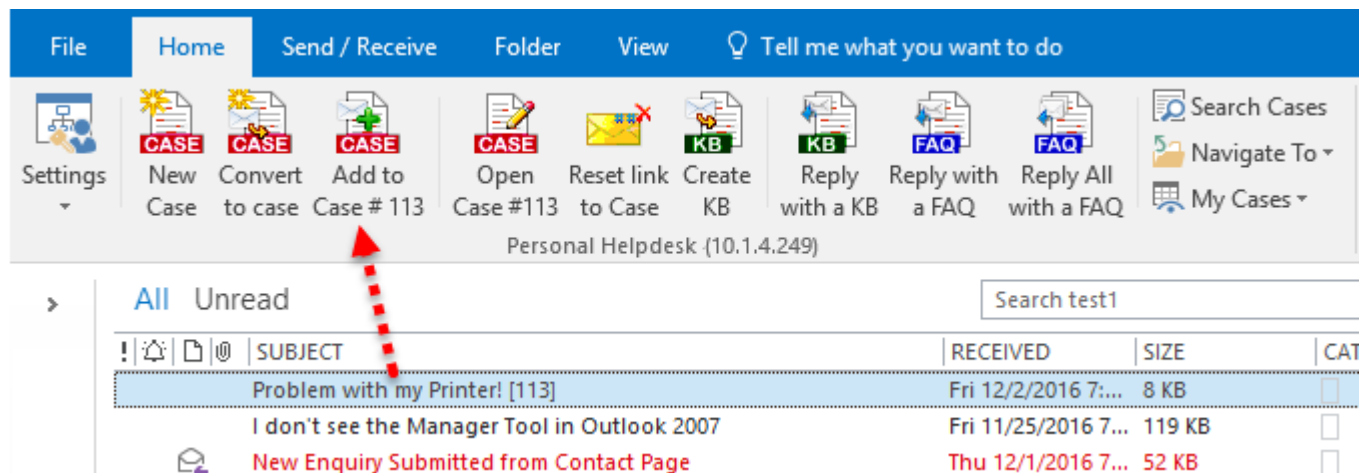 File Home Send / Receive Folder View Tell me what you want to do
CASE CASE CASE CASE KB KB FAQ FAQ Search Cases
Settings New Convert Add to Open Reset link Create Reply Reply with Reply All Navigate To
Case to case Case # 113 Case #113 to Case KB with a KB a FAQ with a FAQ My Cases
Personal Helpdesk (10.1.4.249)
All Unread Search test1
! SUBJECT RECEIVED SIZE CAT
Problem with my Printer! [113] Fri 12/2/2016 7:... 8 KB
I don't see the Manager Tool in Outlook 2007 Fri 11/25/2016 7... 119 KB
New Enquiry Submitted from Contact Page Thu 12/1/2016 7... 52 KB